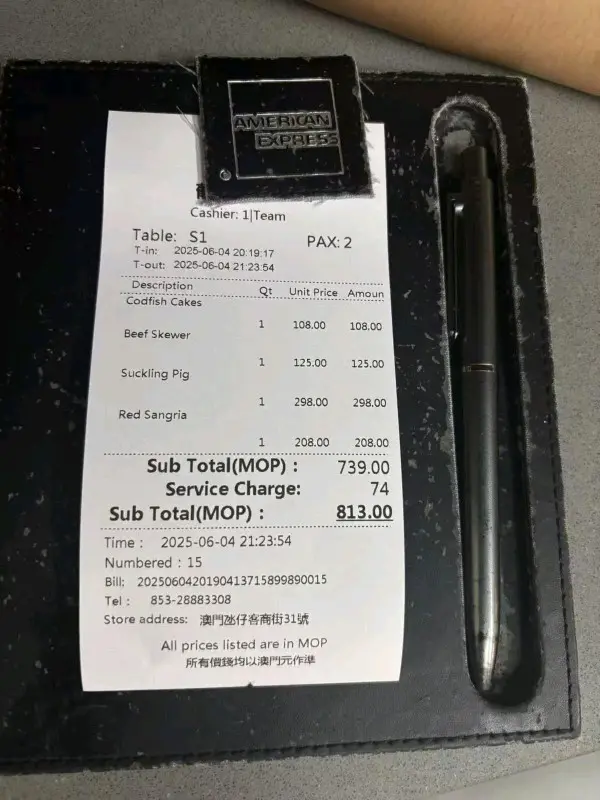 AMERICAN
EXPRESS
Cashier: 1|Team
Table: S1 PAX: 2
T-in: 2025-06-04 20:19:17
T-out: 2025-06-04 21:23:54
Description Qt Unit Price Amoun
Codfish Cakes
1 108.00 108.00
Beef Skewer
1 125.00 125.00
Suckling Pig
1 298.00 298.00
Red Sangria
1 208.00 208.00
Sub Total(MOP) : 739.00
Service Charge: 74
Sub Total(MOP) : 813.00
Time : 2025-06-04 21:23:54
Numbered : 15
Bill: 2025060420190413715899890015
Tel : 853-28883308
Store address: 澳門氹仔客商街31號
All prices listed are in MOP
所有價錢均以澳門元作準